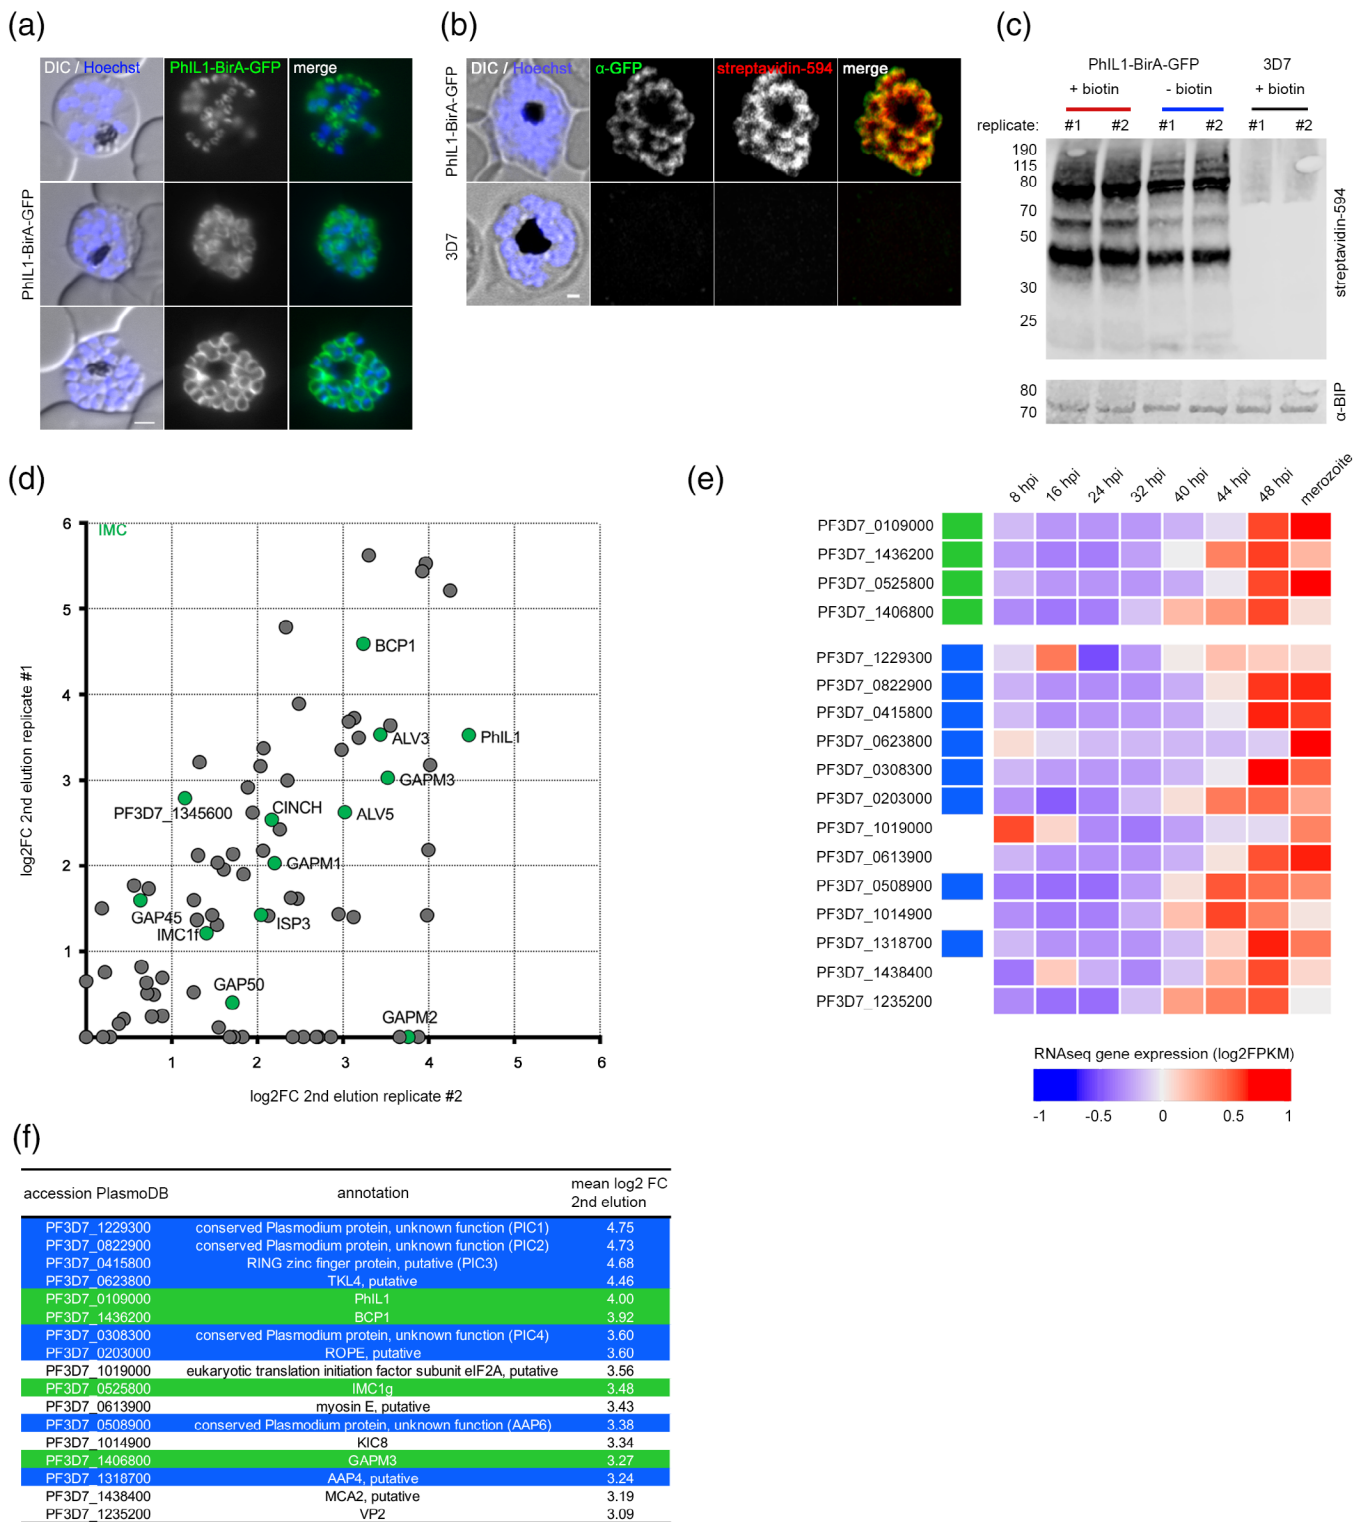 (a)
DIC / Hoechst
PhIL1-BirA-GFP
merge
PhIL1-BirA-GFP
(b)
DIC / Hoechst
α-GFP
streptavidin-594
merge
PhIL1-BirA-GFP
3D7
(c)
PhIL1-BirA-GFP
3D7
+ biotin
- biotin
+ biotin
replicate:
#1
#2
#1
#2
#1
#2
190
115
80
70
50
40
30
25
streptavidin-594
80
70
α-BIP
(d)
IMC
6
5
4
3
2
1
log2FC 2nd elution replicate #1
BCP1
ALV3
PhIL1
GAPM3
PF3D7_1345600
CINCH
ALV5
GAPM1
GAP45
IMC1f
ISP3
GAP50
GAPM2
1
2
3
4
5
6
log2FC 2nd elution replicate #2
(e)
8 hpi
16 hpi
24 hpi
32 hpi
40 hpi
44 hpi
48 hpi
merozoite
PF3D7_0109000
PF3D7_1436200
PF3D7_0525800
PF3D7_1406800
PF3D7_1229300
PF3D7_0822900
PF3D7_0415800
PF3D7_0623800
PF3D7_0308300
PF3D7_0203000
PF3D7_1019000
PF3D7_0613900
PF3D7_0508900
PF3D7_1014900
PF3D7_1318700
PF3D7_1438400
PF3D7_1235200
RNAseq gene expression (log2FPKM)
-1
-0.5
0
0.5
1
(f)
accession PlasmoDB annotation mean log2 FC
2nd elution
PF3D7_1229300 conserved Plasmodium protein, unknown function (PIC1) 4.75
PF3D7_0822900 conserved Plasmodium protein, unknown function (PIC2) 4.73
PF3D7_0415800 RING zinc finger protein, putative (PIC3) 4.68
PF3D7_0623800 TKL4, putative 4.46
PF3D7_0109000 PhIL1 4.00
PF3D7_1436200 BCP1 3.92
PF3D7_0308300 conserved Plasmodium protein, unknown function (PIC4) 3.60
PF3D7_0203000 ROPE, putative 3.60
PF3D7_1019000 eukaryotic translation initiation factor subunit eIF2A, putative 3.56
PF3D7_0525800 IMC1g 3.48
PF3D7_0613900 myosin E, putative 3.43
PF3D7_0508900 conserved Plasmodium protein, unknown function (AAP6) 3.38
PF3D7_1014900 KIC8 3.34
PF3D7_1406800 GAPM3 3.27
PF3D7_1318700 AAP4, putative 3.24
PF3D7_1438400 MCA2, putative 3.19
PF3D7_1235200 VP2 3.09